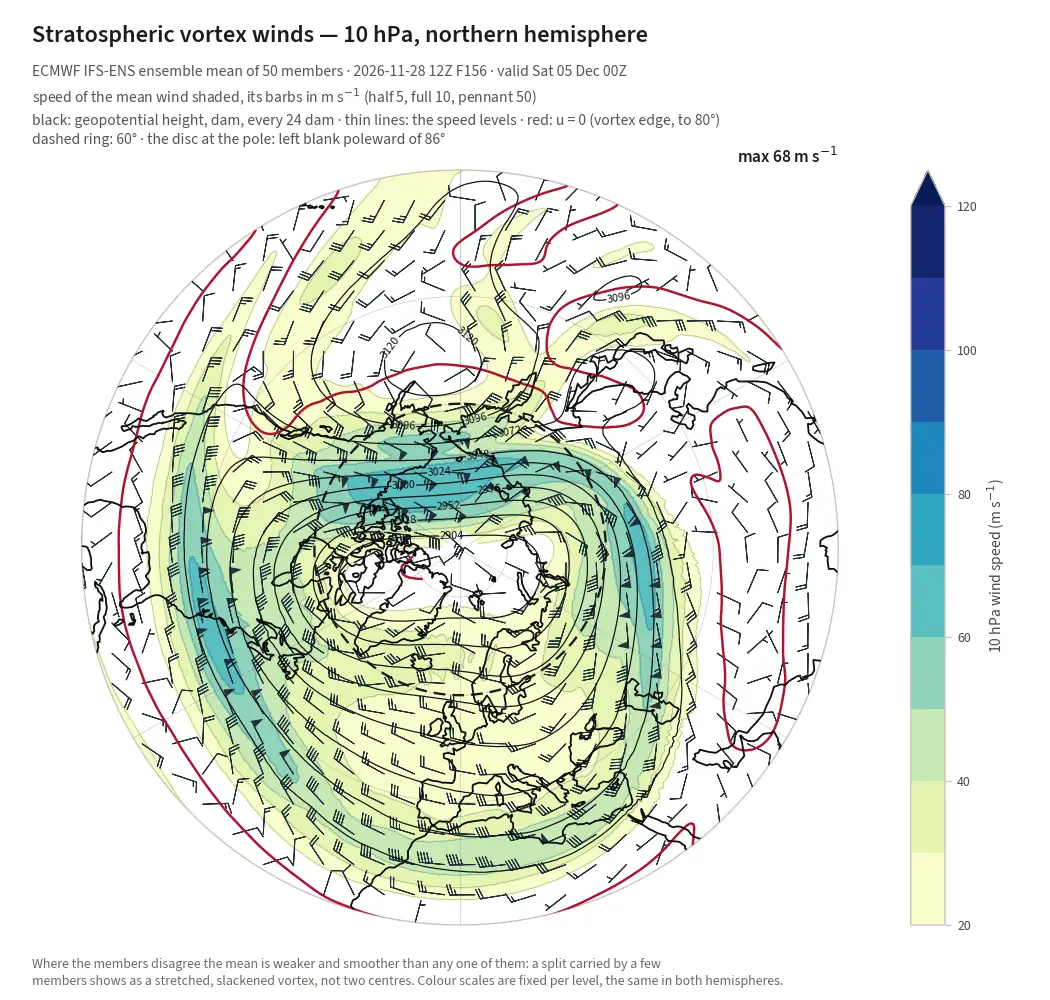 Stratospheric vortex winds — 10 hPa, northern hemisphere
ECMWF IFS-ENS ensemble mean of 50 members · 2026-11-28 12Z F156 · valid Sat 05 Dec 00Z
speed of the mean wind shaded, its barbs in m s⁻¹ (half 5, full 10, pennant 50)
black: geopotential height, dam, every 24 dam · thin lines: the speed levels · red: u = 0 (vortex edge, to 80°)
dashed ring: 60° · the disc at the pole: left blank poleward of 86°
max 68 m s⁻¹
120
100
80
60
40
20
10 hPa wind speed (m s⁻¹)
3096
3120
3120
3096
3096
3072
3048
3024
3000
2976
2952
2904
Where the members disagree the mean is weaker and smoother than any one of them: a split carried by a few
members shows as a stretched, slackened vortex, not two centres. Colour scales are fixed per level, the same in both hemispheres.